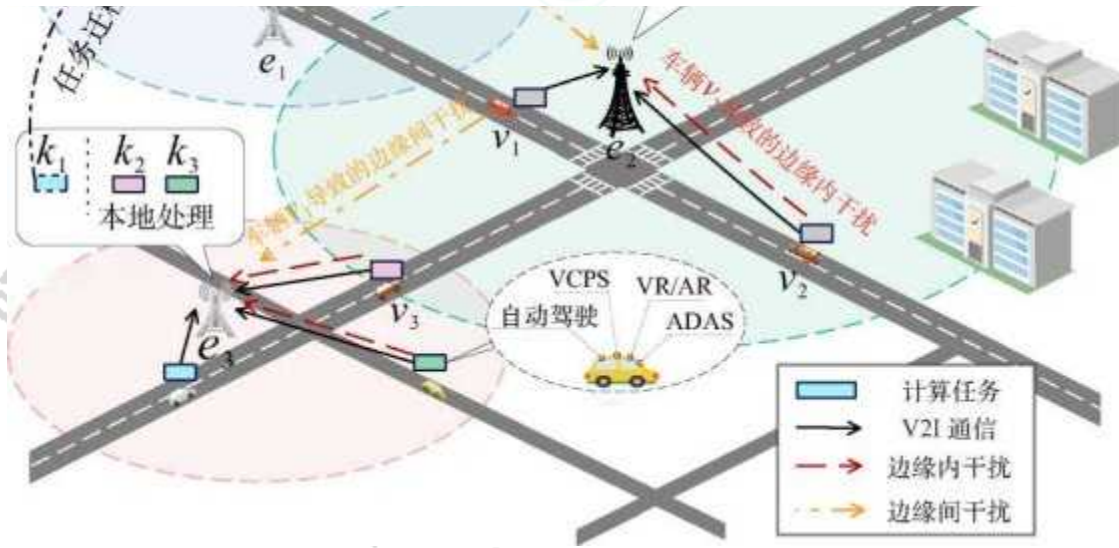 任务迁移
e₁
e₂
车辆v 导致的边缘内干扰
v₁
k₁ k₂ k₃
本地处理
车辆 导致的边缘间干扰
v₂
v₃
e₃
VCPS
VR/AR
自动驾驶
ADAS
计算任务
V2I 通信
边缘内干扰
边缘间干扰